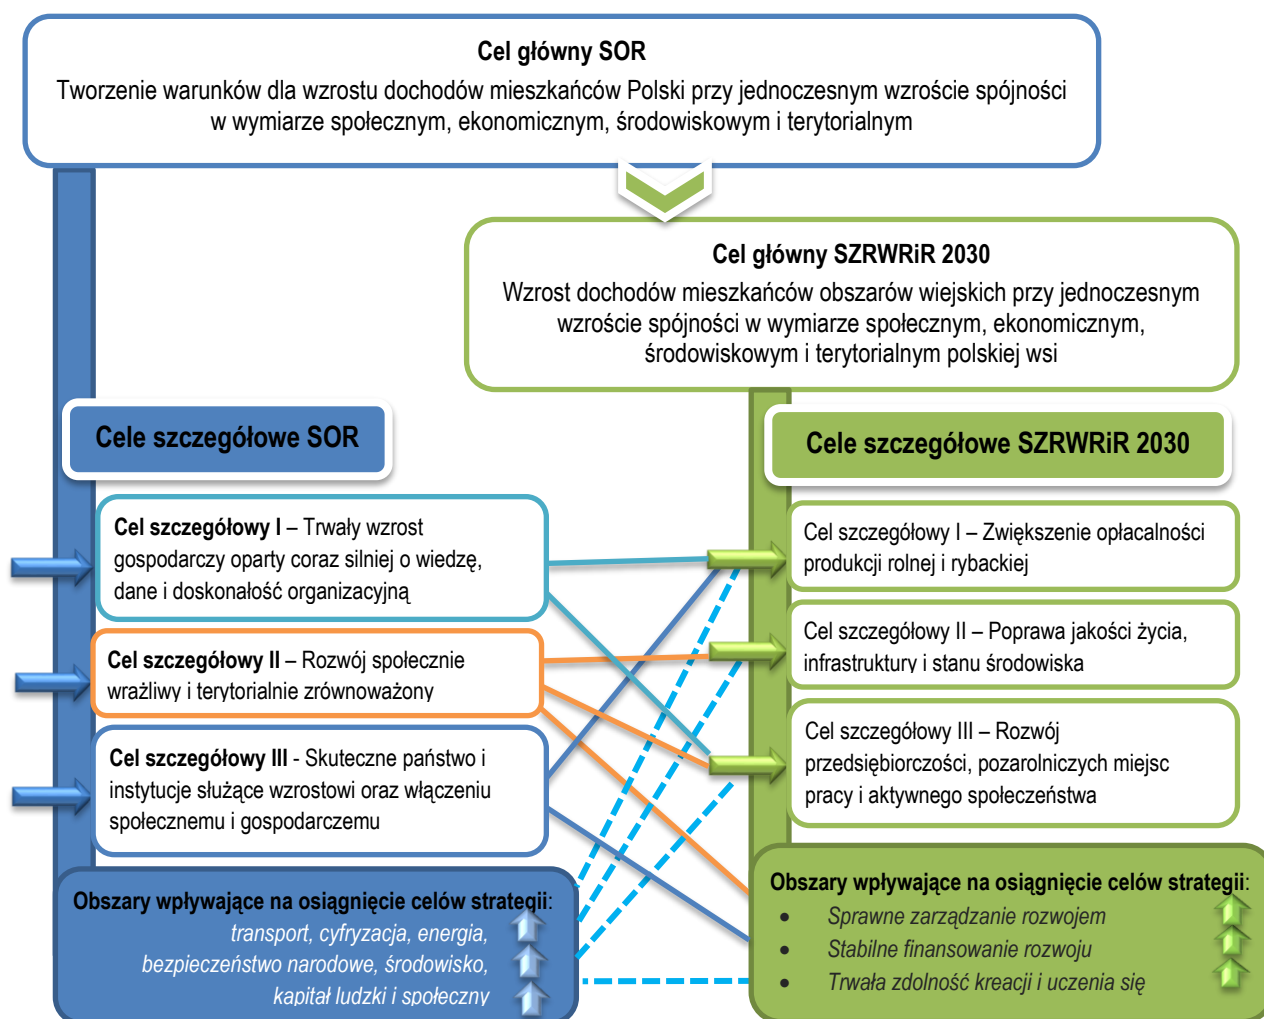 Cel główny SOR
Tworzenie warunków dla wzrostu dochodów mieszkańców Polski przy jednoczesnym wzroście spójności
w wymiarze społecznym, ekonomicznym, środowiskowym i terytorialnym
Cel główny SZRWRiR 2030
Wzrost dochodów mieszkańców obszarów wiejskich przy jednoczesnym
wzroście spójności w wymiarze społecznym, ekonomicznym,
środowiskowym i terytorialnym polskiej wsi
Cele szczegółowe SOR
Cel szczegółowy I – Trwały wzrost
gospodarczy oparty coraz silniej o wiedzę,
dane i doskonałość organizacyjną
Cel szczegółowy II – Rozwój społecznie
wrażliwy i terytorialnie zrównoważony
Cel szczegółowy III - Skuteczne państwo i
instytucje służące wzrostowi oraz włączeniu
społecznemu i gospodarczemu
Obszary wpływające na osiągnięcie celów strategii:
transport, cyfryzacja, energia,
bezpieczeństwo narodowe, środowisko,
kapitał ludzki i społeczny
Cele szczegółowe SZRWRiR 2030
Cel szczegółowy I – Zwiększenie opłacalności
produkcji rolnej i rybackiej
Cel szczegółowy II – Poprawa jakości życia,
infrastruktury i stanu środowiska
Cel szczegółowy III – Rozwój
przedsiębiorczości, pozarolniczych miejsc
pracy i aktywnego społeczeństwa
Obszary wpływające na osiągnięcie celów strategii:
• Sprawne zarządzanie rozwojem
• Stabilne finansowanie rozwoju
• Trwała zdolność kreacji i uczenia się